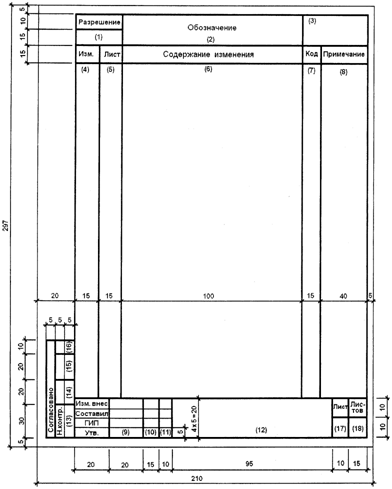 5
Разрешение
(3)
10
Обозначение
(1)
(2)
15
Изм.
Лист
Содержание изменения
Код
Примечание
15
(4)
(5)
(6)
(7)
(8)
297
20
15
15
100
15
40
5
5
5
5
10
(16)
20
(15)
20
(14)
30
(13)
5
Согласовано
Н.контр.
Изм. внес
Составил
ГИП
Утв.
(9)
(10)
(11)
5
4x5=20
(12)
Лист
Лис-
тов
(17)
(18)
10
10
20
20
15
10
95
10
15
210